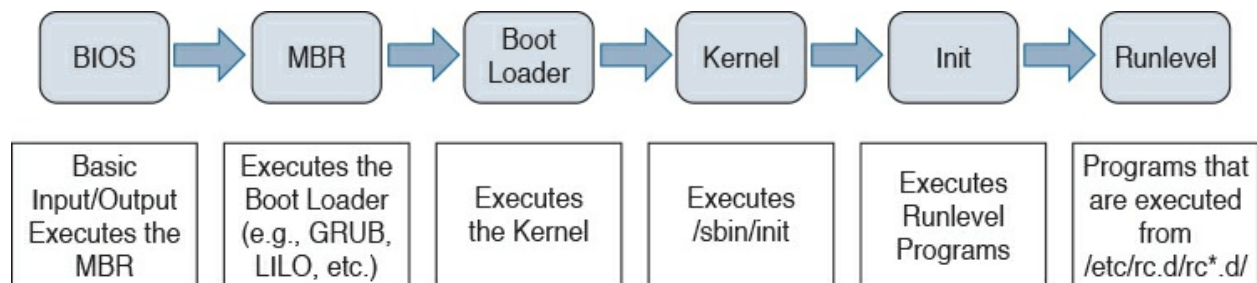 BIOS
MBR
Boot
Loader
Kernel
Init
Runlevel
Basic
Input/Output
Executes the
MBR
Executes the
Boot Loader
(e.g., GRUB,
LILO, etc.)
Executes
the Kernel
Executes
/sbin/init
Executes
Runlevel
Programs
Programs that
are executed
from
/etc/rc.d/rc*.d/